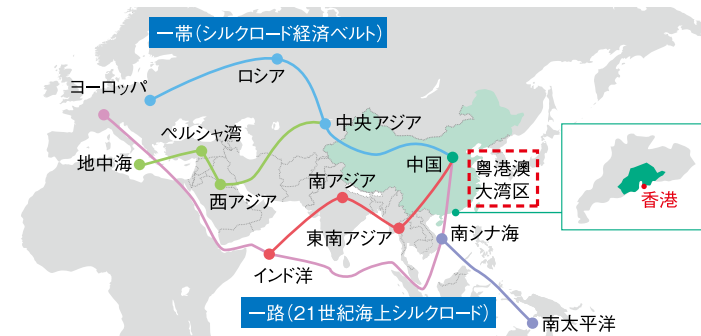 一帯(シルクロード経済ベルト)
ロシア
ヨーロッパ
中央アジア
ペルシャ湾
地中海
中国
粤港澳
大湾区
西アジア
南アジア
香港
東南アジア
南シナ海
インド洋
一路(21世紀海上シルクロード)
南太平洋